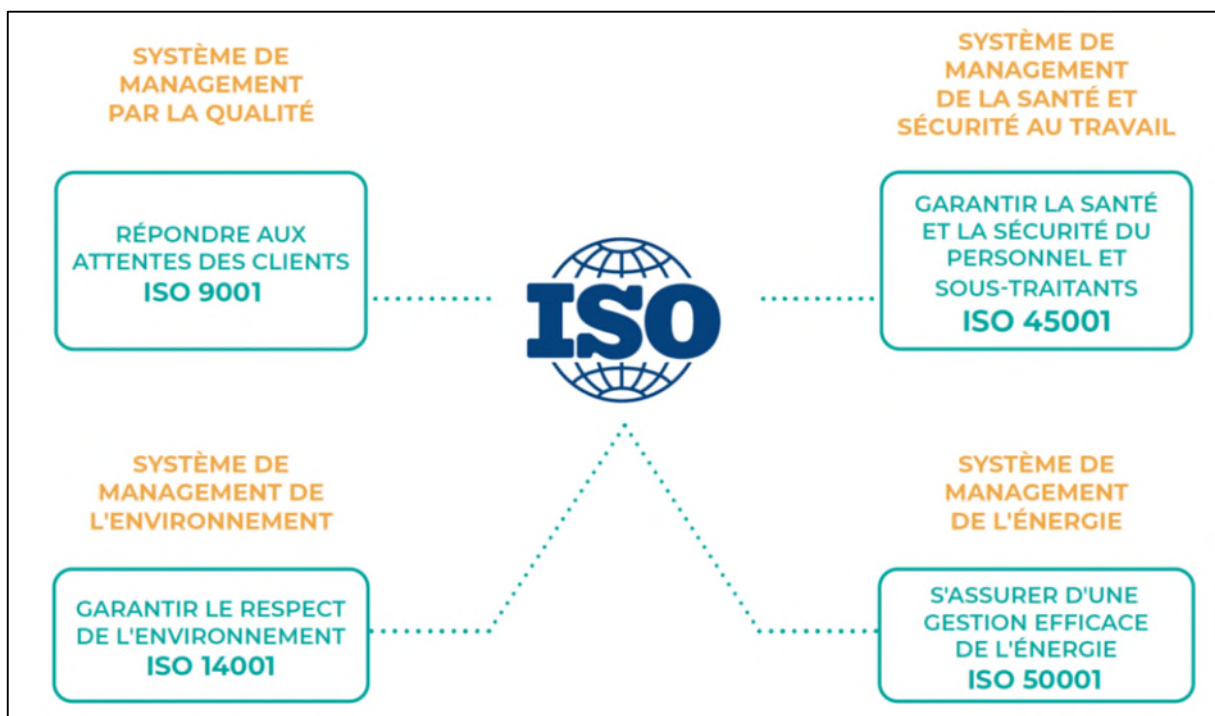 SYSTÈME DE
MANAGEMENT
PAR LA QUALITÉ
RÉPONDRE AUX
ATTENTES DES CLIENTS
ISO 9001
SYSTÈME DE
MANAGEMENT
DE LA SANTÉ ET
SÉCURITÉ AU TRAVAIL
GARANTIR LA SANTÉ
ET LA SÉCURITÉ DU
PERSONNEL ET
SOUS-TRAITANTS
ISO 45001
ISO
SYSTÈME DE
MANAGEMENT DE
L'ENVIRONNEMENT
GARANTIR LE RESPECT
DE L'ENVIRONNEMENT
ISO 14001
SYSTÈME DE
MANAGEMENT
DE L'ÉNERGIE
S'ASSURER D'UNE
GESTION EFFICACE
DE L'ÉNERGIE
ISO 50001